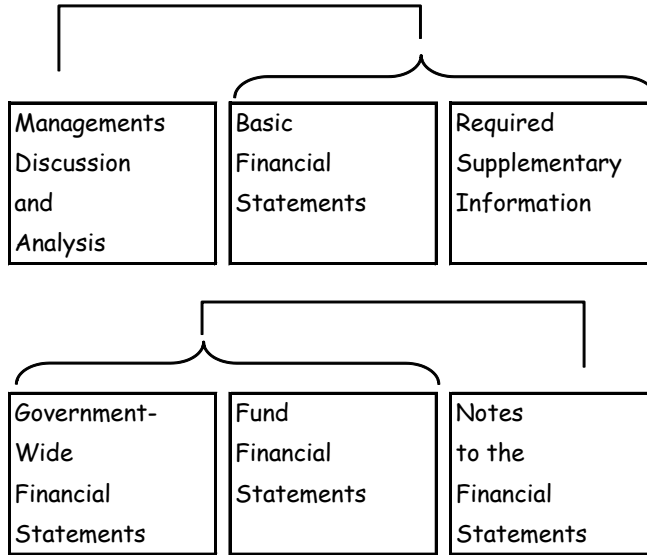 Managements
Discussion
and
Analysis
Basic
Financial
Statements
Required
Supplementary
Information
Government-
Wide
Financial
Statements
Fund
Financial
Statements
Notes
to the
Financial
Statements